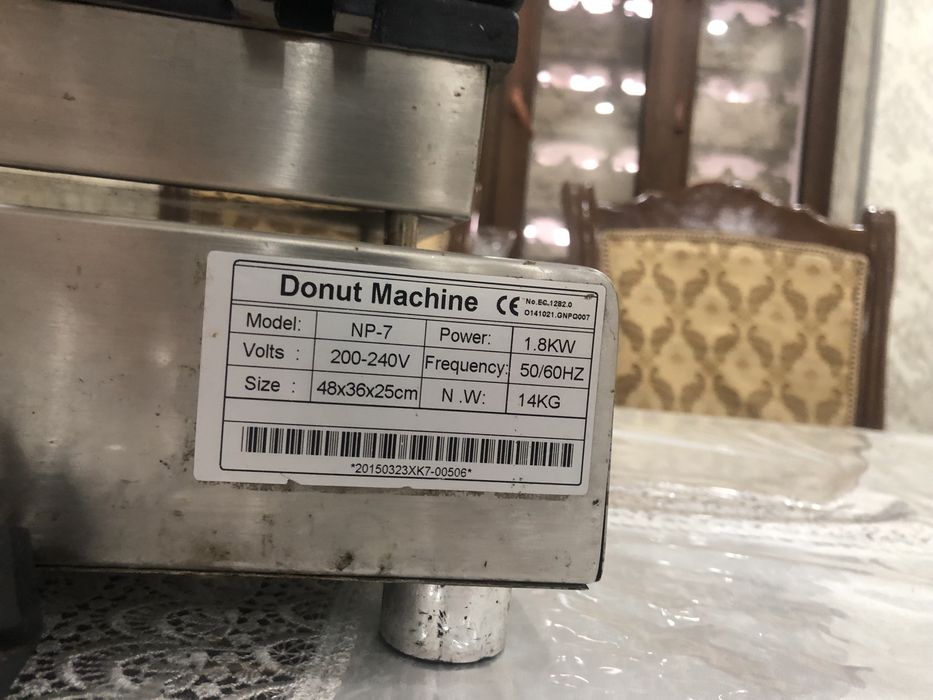 Donut Machine CE No.EC.1282.0
O141021.GNPQ007
Model: NP-7 Power: 1.8KW
Volts : 200-240V Frequency: 50/60HZ
Size : 48x36x25cm N .W: 14KG
*20150323XK7-00506*